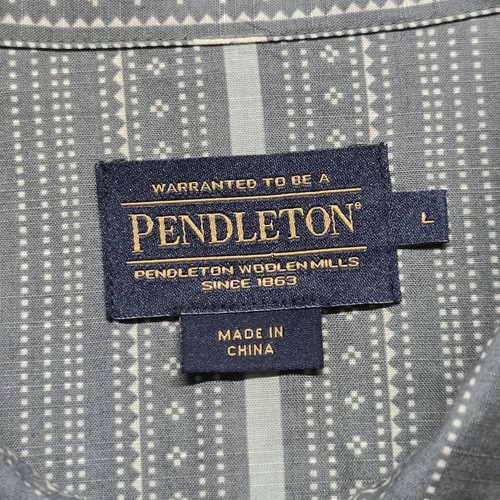 WARRANTED TO BE A
PENDLETON®
PENDLETON WOOLEN MILLS
SINCE 1863
L
MADE IN
CHINA